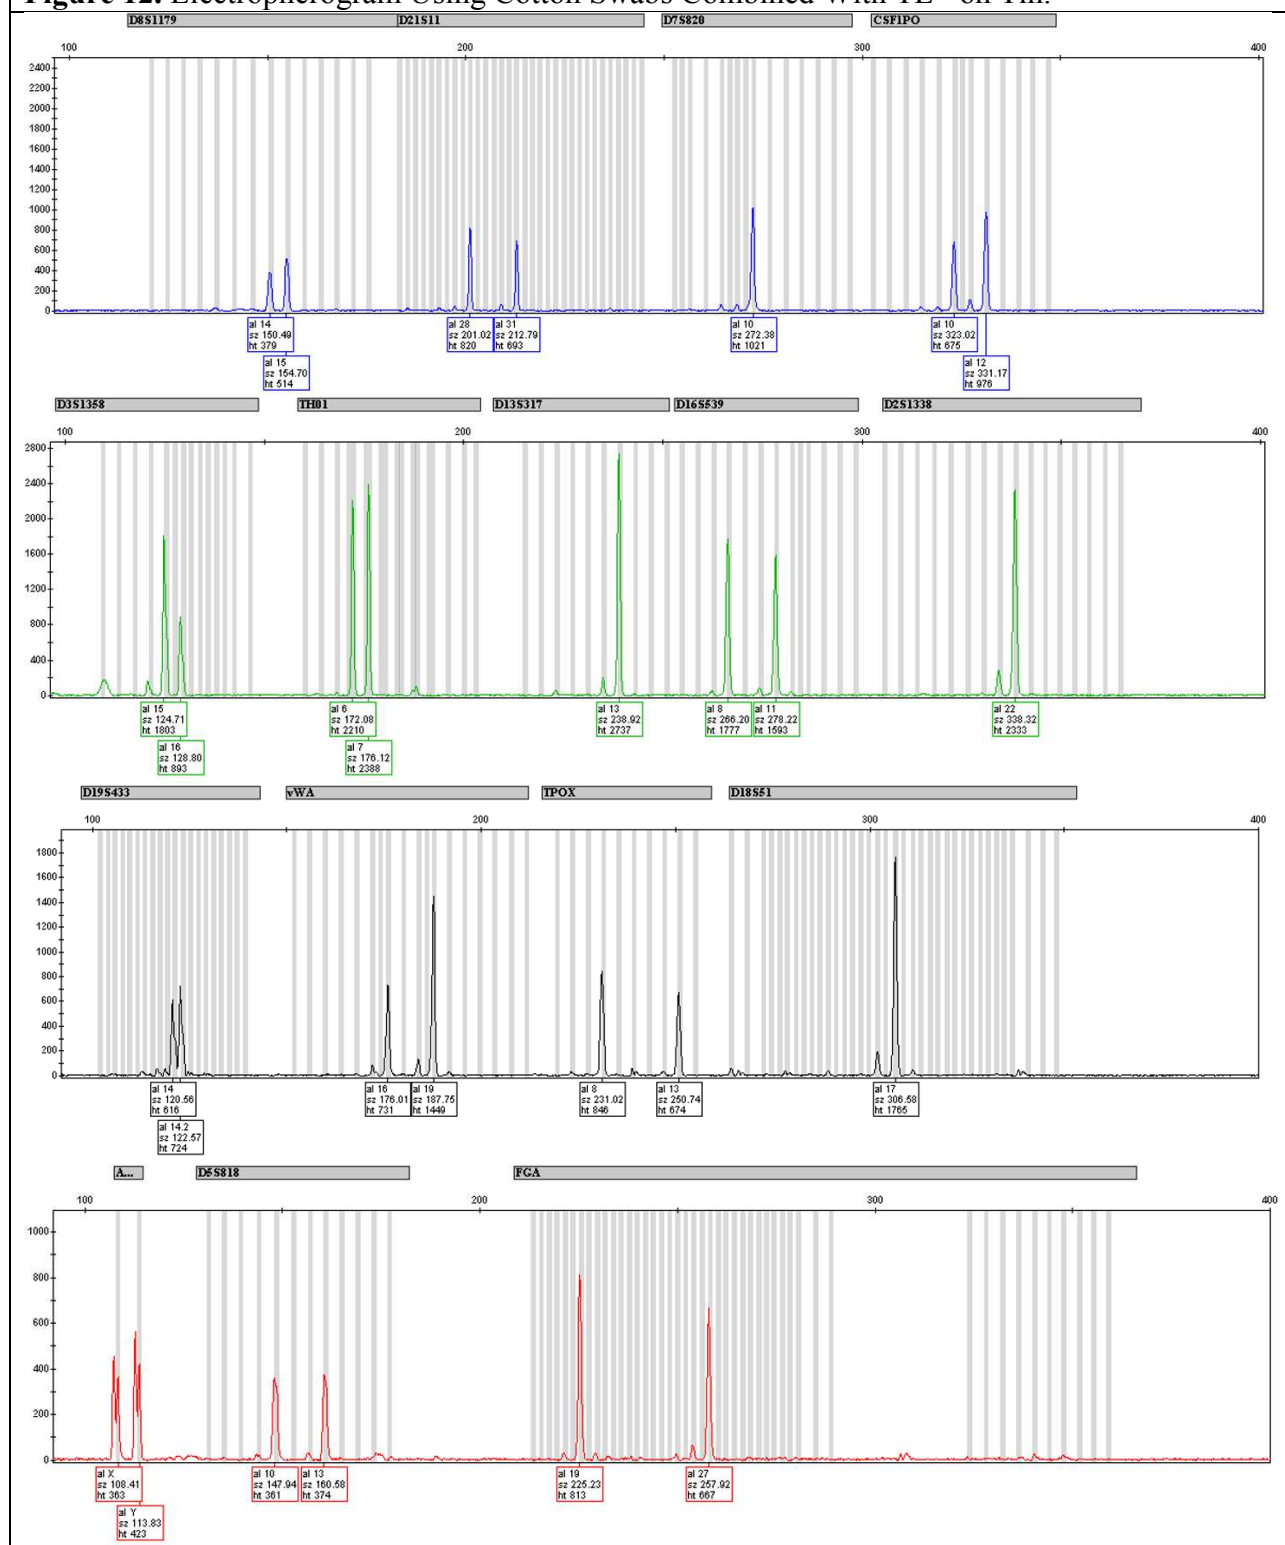 Figure 12. Electropherogram Using Cotton Swabs Combined With TE⁻⁴ on Tin.
D8S1179 D21S11 D7S820 CSF1PO
100 200 300 400
2400
2200
2000
1800
1600
1400
1200
1000
800
600
400
200
0
al 14 al 28 al 31 al 10 al 10
sz 150.49 sz 201.02 sz 212.79 sz 272.38 sz 323.02
ht 379 ht 820 ht 693 ht 1021 ht 675
al 15 al 12
sz 154.70 sz 331.17
ht 514 ht 976
D3S1358 TH01 D13S317 D16S539 D2S1338
100 200 300 400
2800
2400
2000
1600
1200
800
400
0
al 15 al 6 al 13 al 8 al 11 al 22
sz 124.71 sz 172.08 sz 238.92 sz 266.20 sz 278.22 sz 338.32
ht 1803 ht 2210 ht 2737 ht 1777 ht 1593 ht 2333
al 16 al 7
sz 128.80 sz 176.12
ht 893 ht 2388
D19S433 vWA TPOX D18S51
100 200 300 400
1800
1600
1400
1200
1000
800
600
400
200
0
al 14 al 16 al 19 al 8 al 13 al 17
sz 120.56 sz 176.01 sz 187.75 sz 231.02 sz 250.74 sz 306.58
ht 616 ht 731 ht 1449 ht 846 ht 674 ht 1765
al 14.2
sz 122.57
ht 724
A... D5S818 FGA
100 200 300 400
1000
800
600
400
200
0
al X al 10 al 13 al 19 al 27
sz 108.41 sz 147.94 sz 160.58 sz 225.23 sz 257.92
ht 363 ht 361 ht 374 ht 813 ht 667
al Y
sz 113.83
ht 423